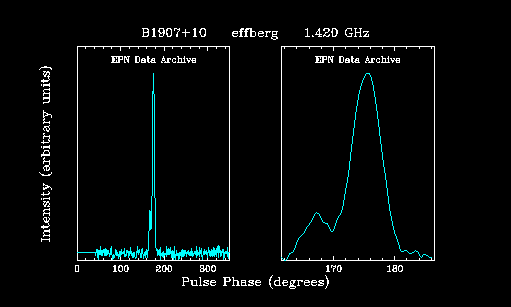 B1907+10 effberg 1.420 GHz
EPN Data Archive EPN Data Archive
Intensity (arbitrary units)
0 100 200 300 170 180
Pulse Phase (degrees)